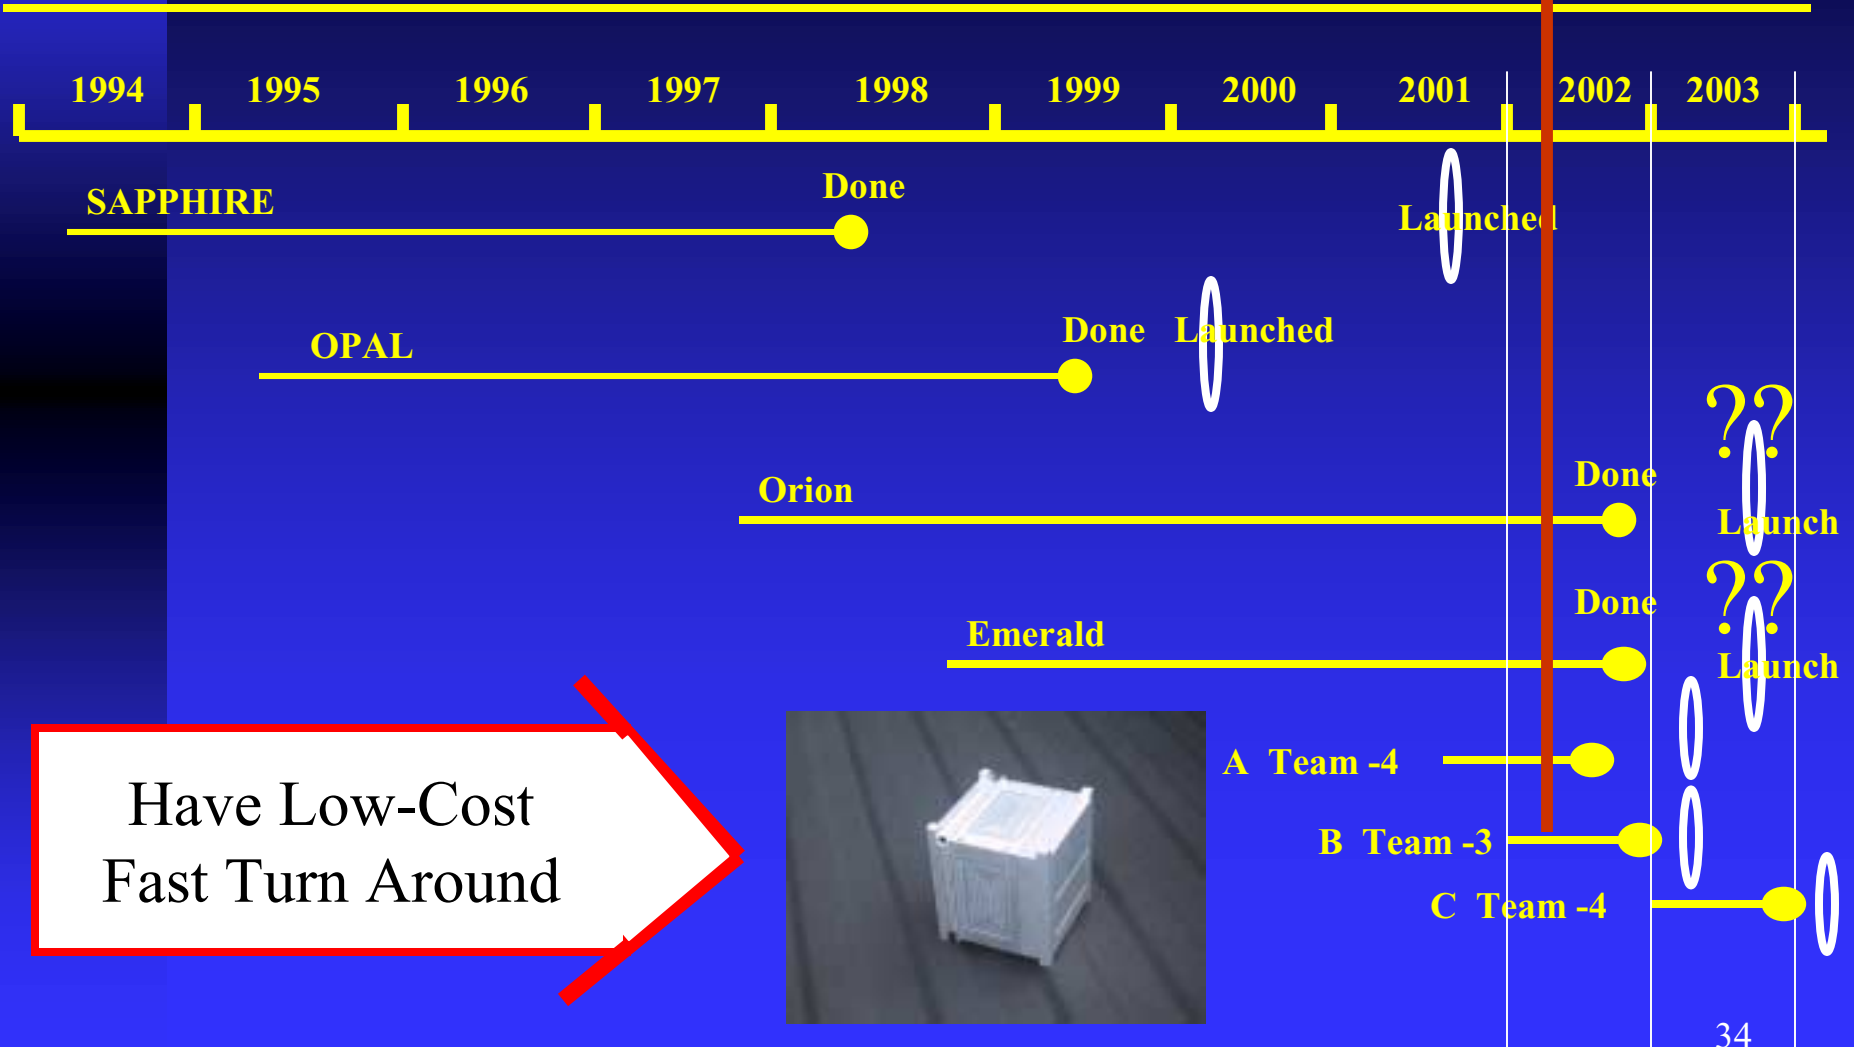 1994 1995 1996 1997 1998 1999 2000 2001 2002 2003
SAPPHIRE Done Launched
OPAL Done Launched
??
Orion Done
Launch
??
Done
Emerald
Launch
A Team -4
Have Low-Cost
Fast Turn Around
B Team -3
C Team -4
34